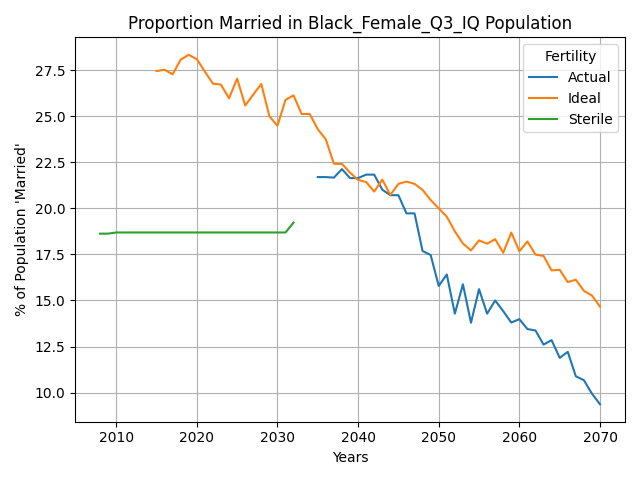 Proportion Married in Black_Female_Q3_IQ Population
% of Population 'Married'
27.5
25.0
22.5
20.0
17.5
15.0
12.5
10.0
Fertility
Actual
Ideal
Sterile
2010 2020 2030 2040 2050 2060 2070
Years